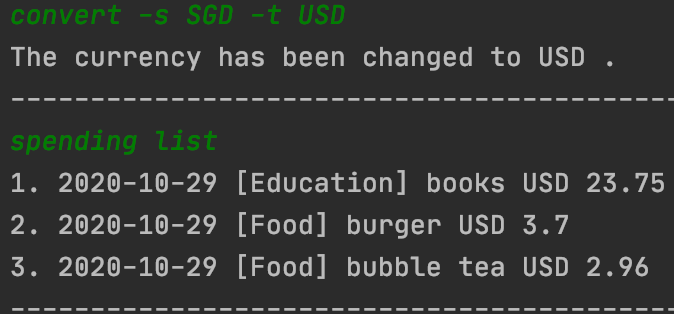 convert -s SGD -t USD
The currency has been changed to USD .
------------------------------------------
spending list
1. 2020-10-29 [Education] books USD 23.75
2. 2020-10-29 [Food] burger USD 3.7
3. 2020-10-29 [Food] bubble tea USD 2.96
------------------------------------------